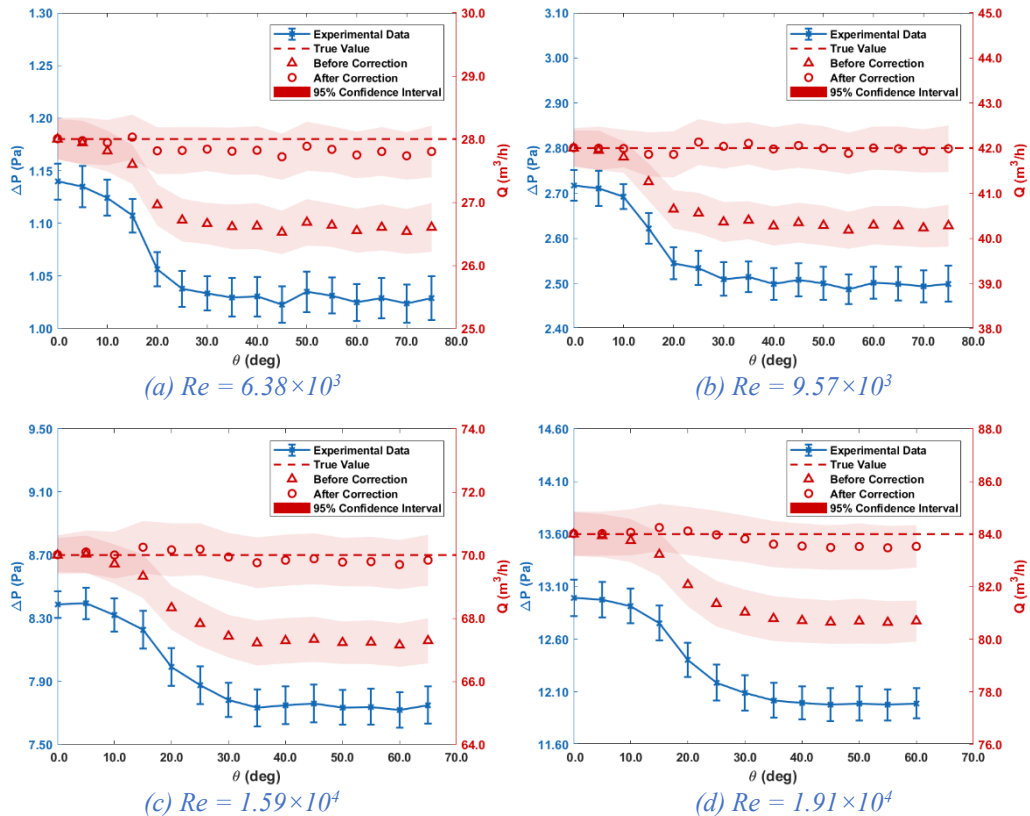 1.30
1.25
1.20
1.15
1.10
1.05
1.00
ΔP (Pa)
30.0
29.0
28.0
27.0
26.0
25.0
Q (m³/h)
Experimental Data
True Value
Before Correction
After Correction
95% Confidence Interval
0.0 10.0 20.0 30.0 40.0 50.0 60.0 70.0 80.0
θ (deg)
(a) Re = 6.38×10³
3.10
3.00
2.90
2.80
2.70
2.60
2.50
2.40
ΔP (Pa)
45.0
44.0
43.0
42.0
41.0
40.0
39.0
38.0
Q (m³/h)
Experimental Data
True Value
Before Correction
After Correction
95% Confidence Interval
0.0 10.0 20.0 30.0 40.0 50.0 60.0 70.0 80.0
θ (deg)
(b) Re = 9.57×10³
9.50
9.10
8.70
8.30
7.90
7.50
ΔP (Pa)
74.0
72.0
70.0
68.0
66.0
64.0
Q (m³/h)
Experimental Data
True Value
Before Correction
After Correction
95% Confidence Interval
0.0 10.0 20.0 30.0 40.0 50.0 60.0 70.0
θ (deg)
(c) Re = 1.59×10⁴
14.60
14.10
13.60
13.10
12.60
12.10
11.60
ΔP (Pa)
88.0
86.0
84.0
82.0
80.0
78.0
76.0
Q (m³/h)
Experimental Data
True Value
Before Correction
After Correction
95% Confidence Interval
0.0 10.0 20.0 30.0 40.0 50.0 60.0 70.0
θ (deg)
(d) Re = 1.91×10⁴